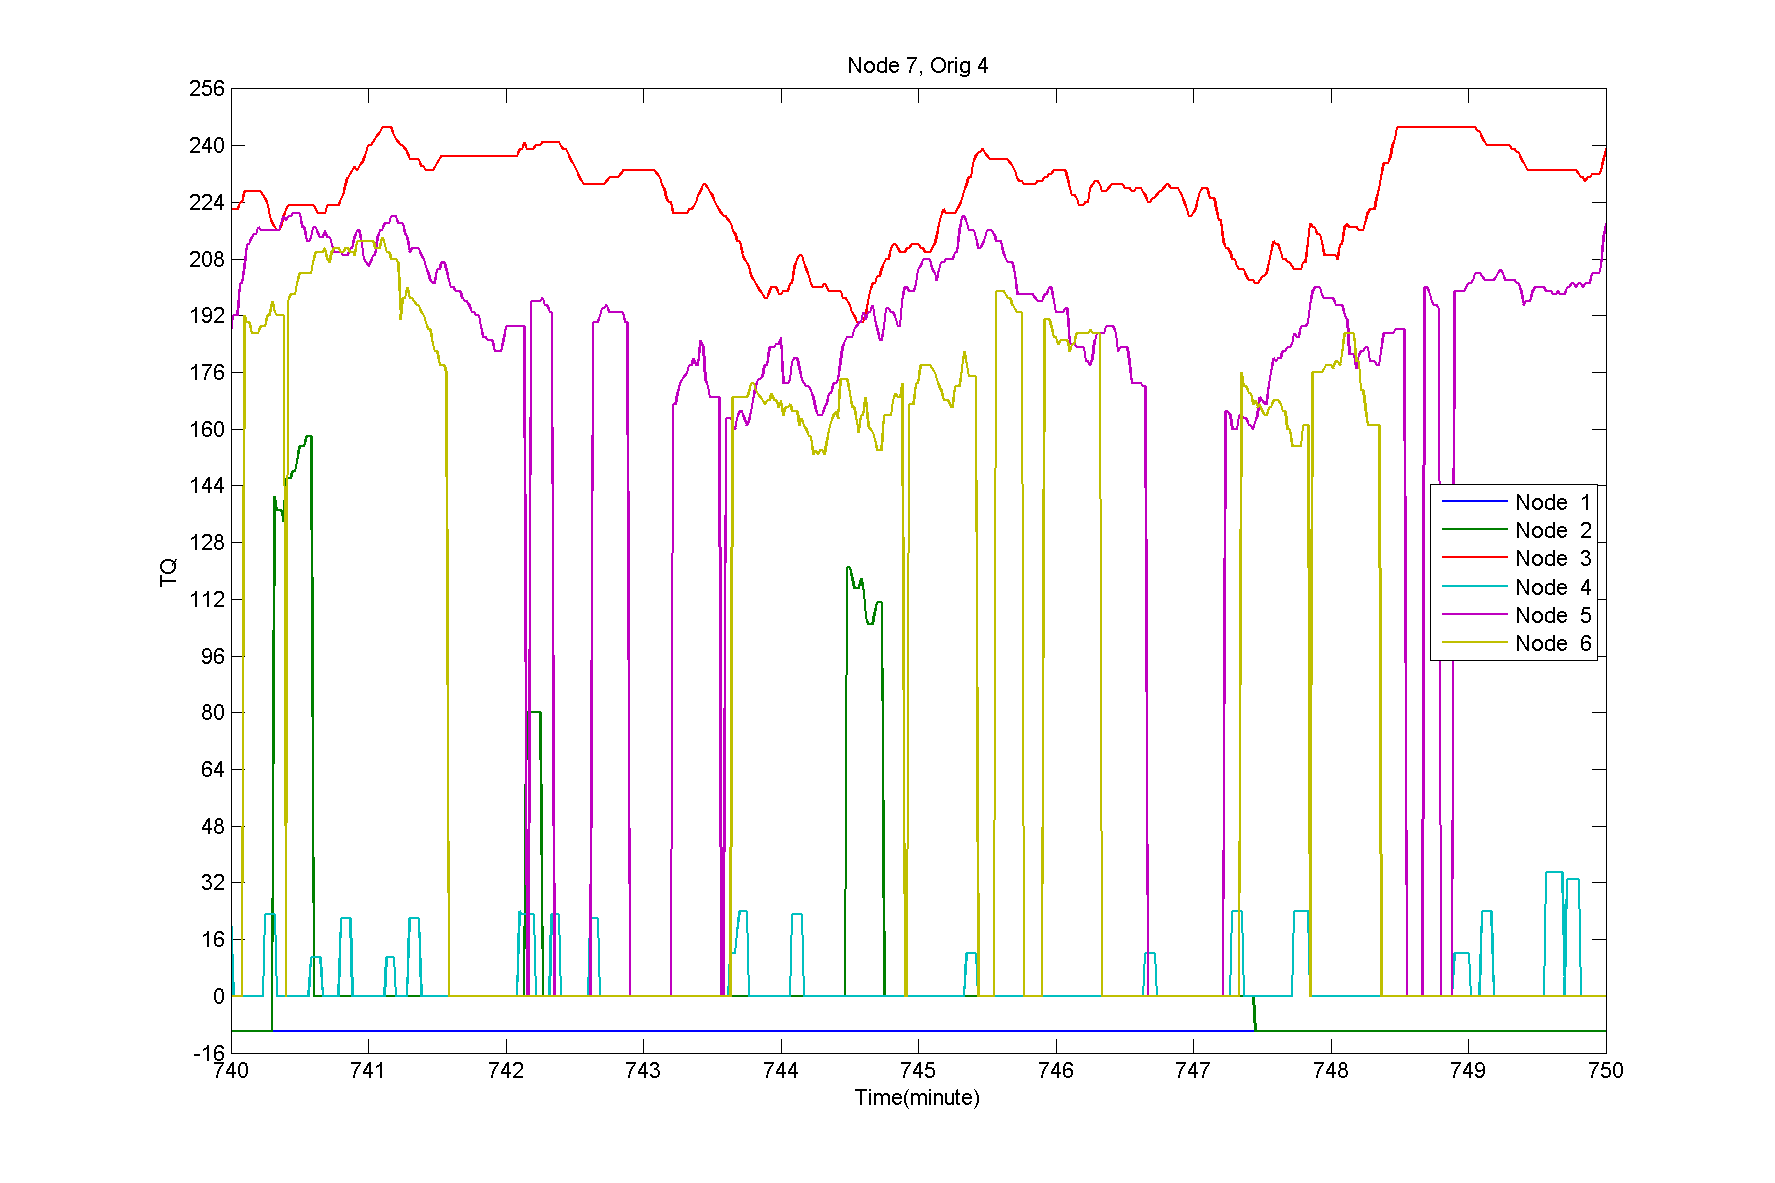 Node 7, Orig 4
256
240
224
208
192
176
160
144
128
112
96
80
64
48
32
16
0
-16
TQ
740 741 742 743 744 745 746 747 748 749 750
Time(minute)
Node 1
Node 2
Node 3
Node 4
Node 5
Node 6